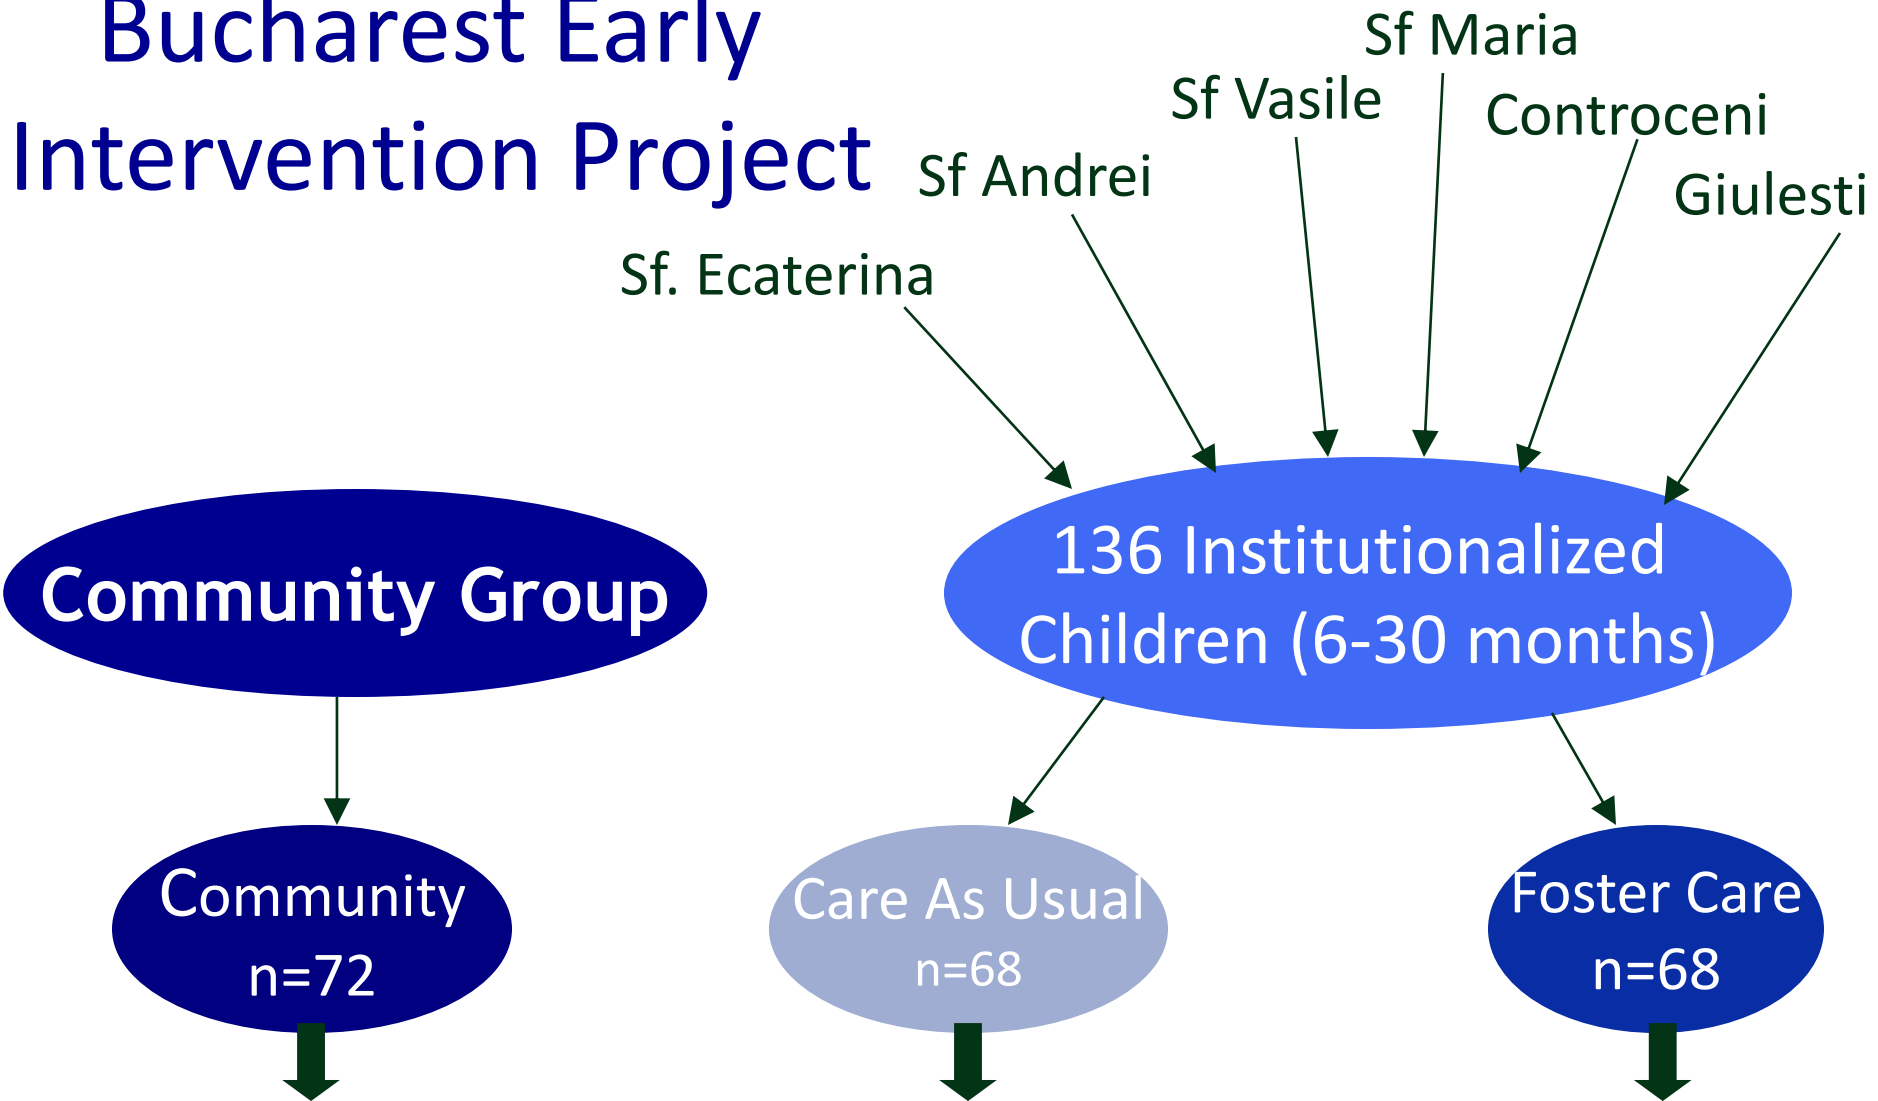 Bucharest Early
Intervention Project
Sf Maria
Sf Vasile
Controceni
Sf Andrei
Giulesti
Sf. Ecaterina
Community Group
136 Institutionalized
Children (6-30 months)
Community
n=72
Care As Usual
n=68
Foster Care
n=68